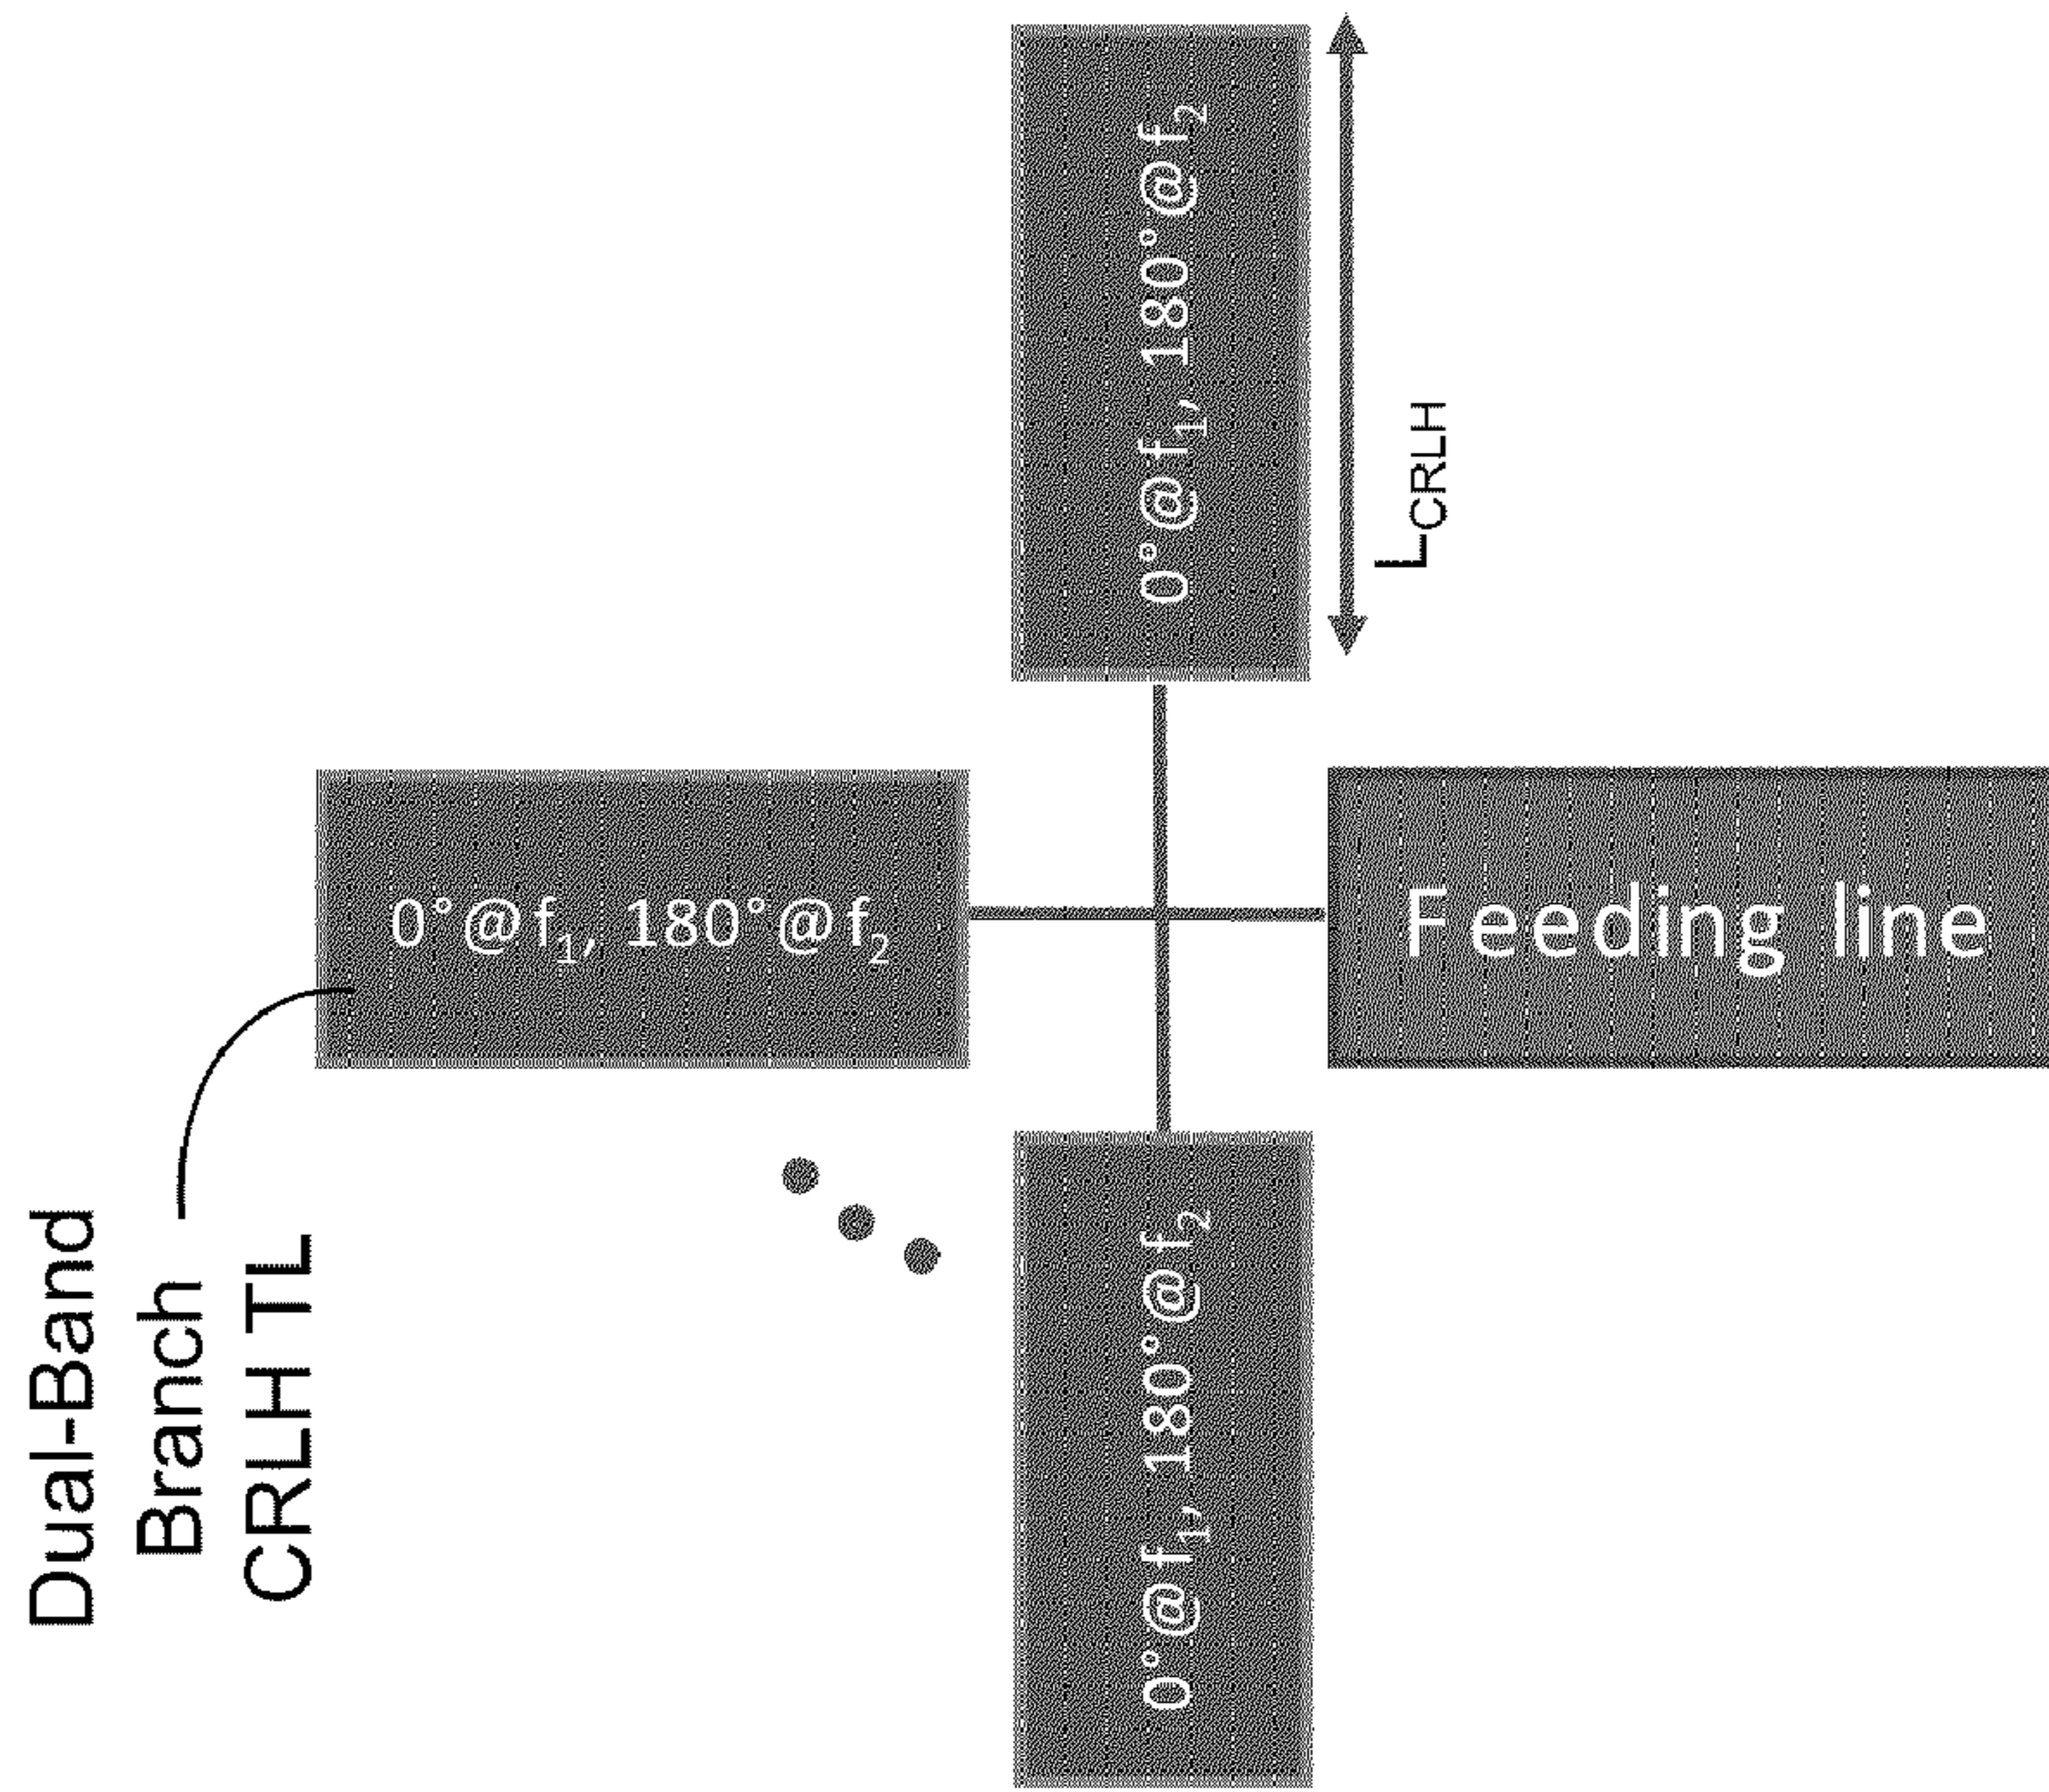 Dual-Band
Branch
CRLH TL
0°@f₁, 180°@f₂
0°@f₁, 180°@f₂
0°@f₁, 180°@f₂
L_CRLH
Feeding line